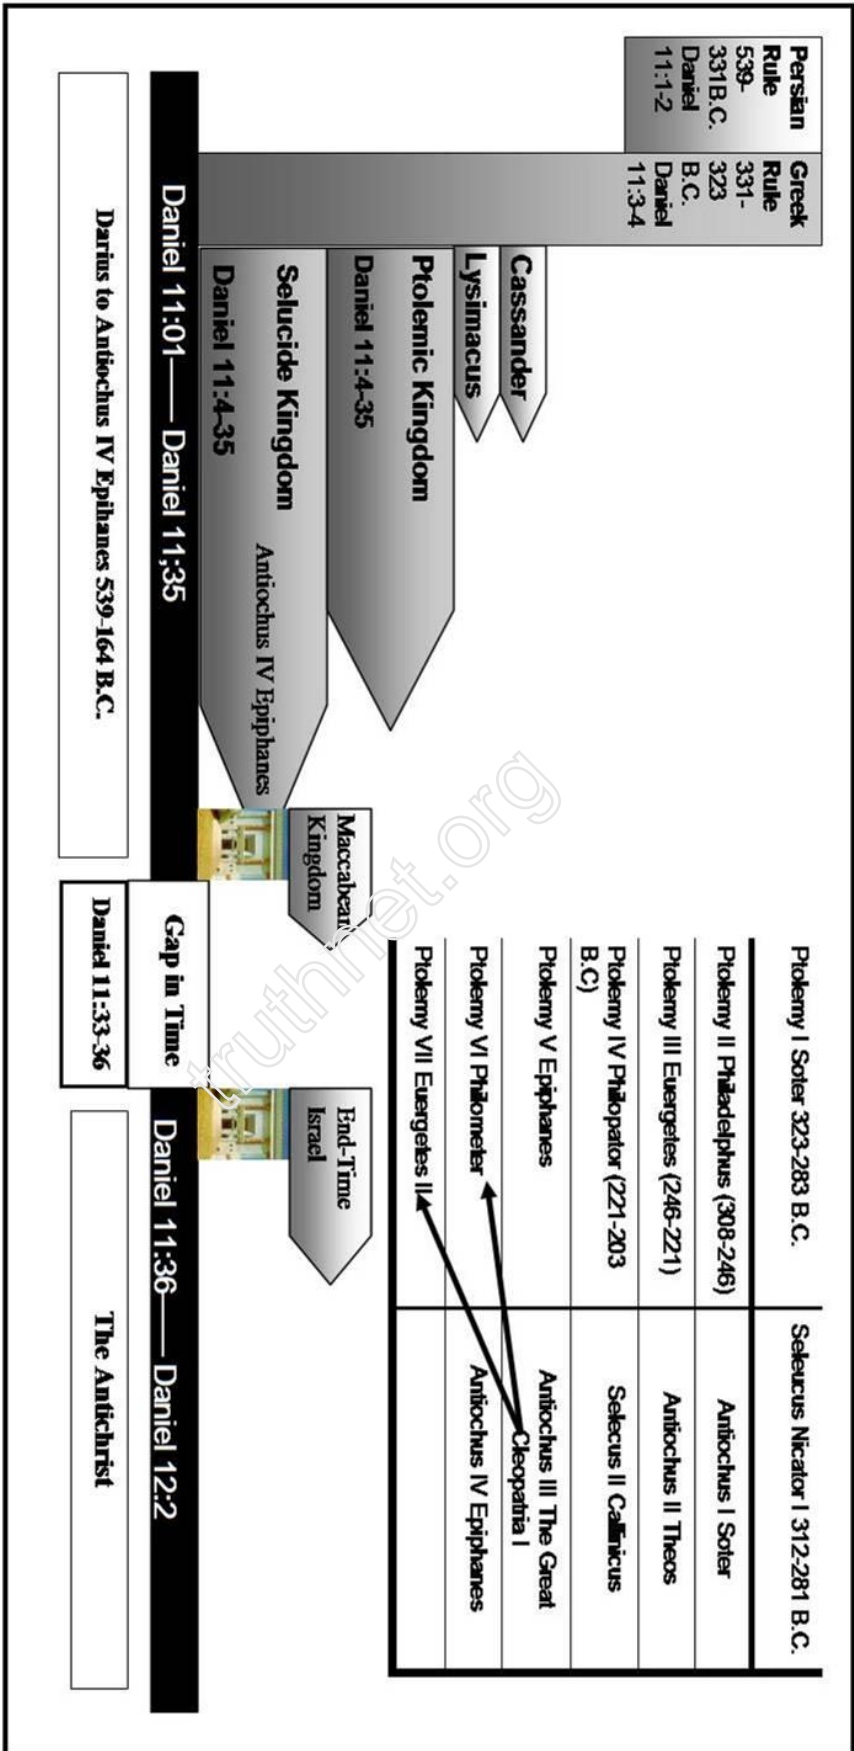 Persian
Rule
539-
331B.C.
Daniel
11:1-2
Greek
Rule
331-
323
B.C.
Daniel
11:3-4
Cassander
Lysimacus
Ptolemic Kingdom
Daniel 11:4-35
Selucide Kingdom
Antiochus IV Epiphanes
Daniel 11:4-35
Maccabean
Kingdom
End-Time
Israel
Ptolemy I Soter 323-283 B.C.
Seleucus Nicator I 312-281 B.C.
Ptolemy II Philadelphus (308-246)
Antiochus I Soter
Ptolemy III Euergetes (246-221)
Antiochus II Theos
Ptolemy IV Philopator (221-203
B.C)
Selecus II Callinicus
Ptolemy V Epiphanes
Antiochus III The Great
Cleopatria I
Ptolemy VI Philometer
Antiochus IV Epiphanes
Ptolemy VII Euergetes II
Daniel 11:01—— Daniel 11;35
Gap in Time
Daniel 11:36—— Daniel 12:2
Darius to Antiochus IV Epihanes 539-164 B.C.
Daniel 11:33-36
The Antichrist
truthnet.org